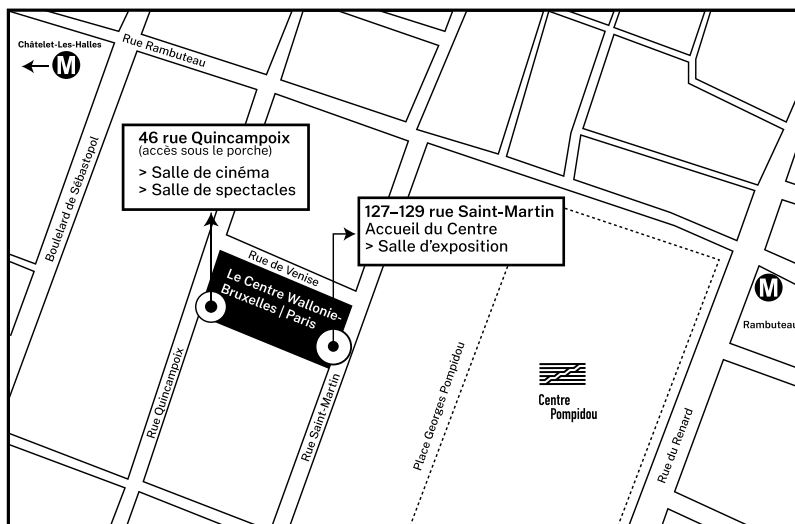 Châtelet-Les-Halles
M
Rue Rambuteau
Boulelard de Sébastopol
46 rue Quincampoix
(accès sous le porche)
> Salle de cinéma
> Salle de spectacles
127–129 rue Saint-Martin
Accueil du Centre
> Salle d’exposition
Rue de Venise
Le Centre Wallonie-
Bruxelles | Paris
Rue Quincampoix
Rue Saint-Martin
Place Georges Pompidou
Centre
Pompidou
M
Rambuteau
Rue du Renard